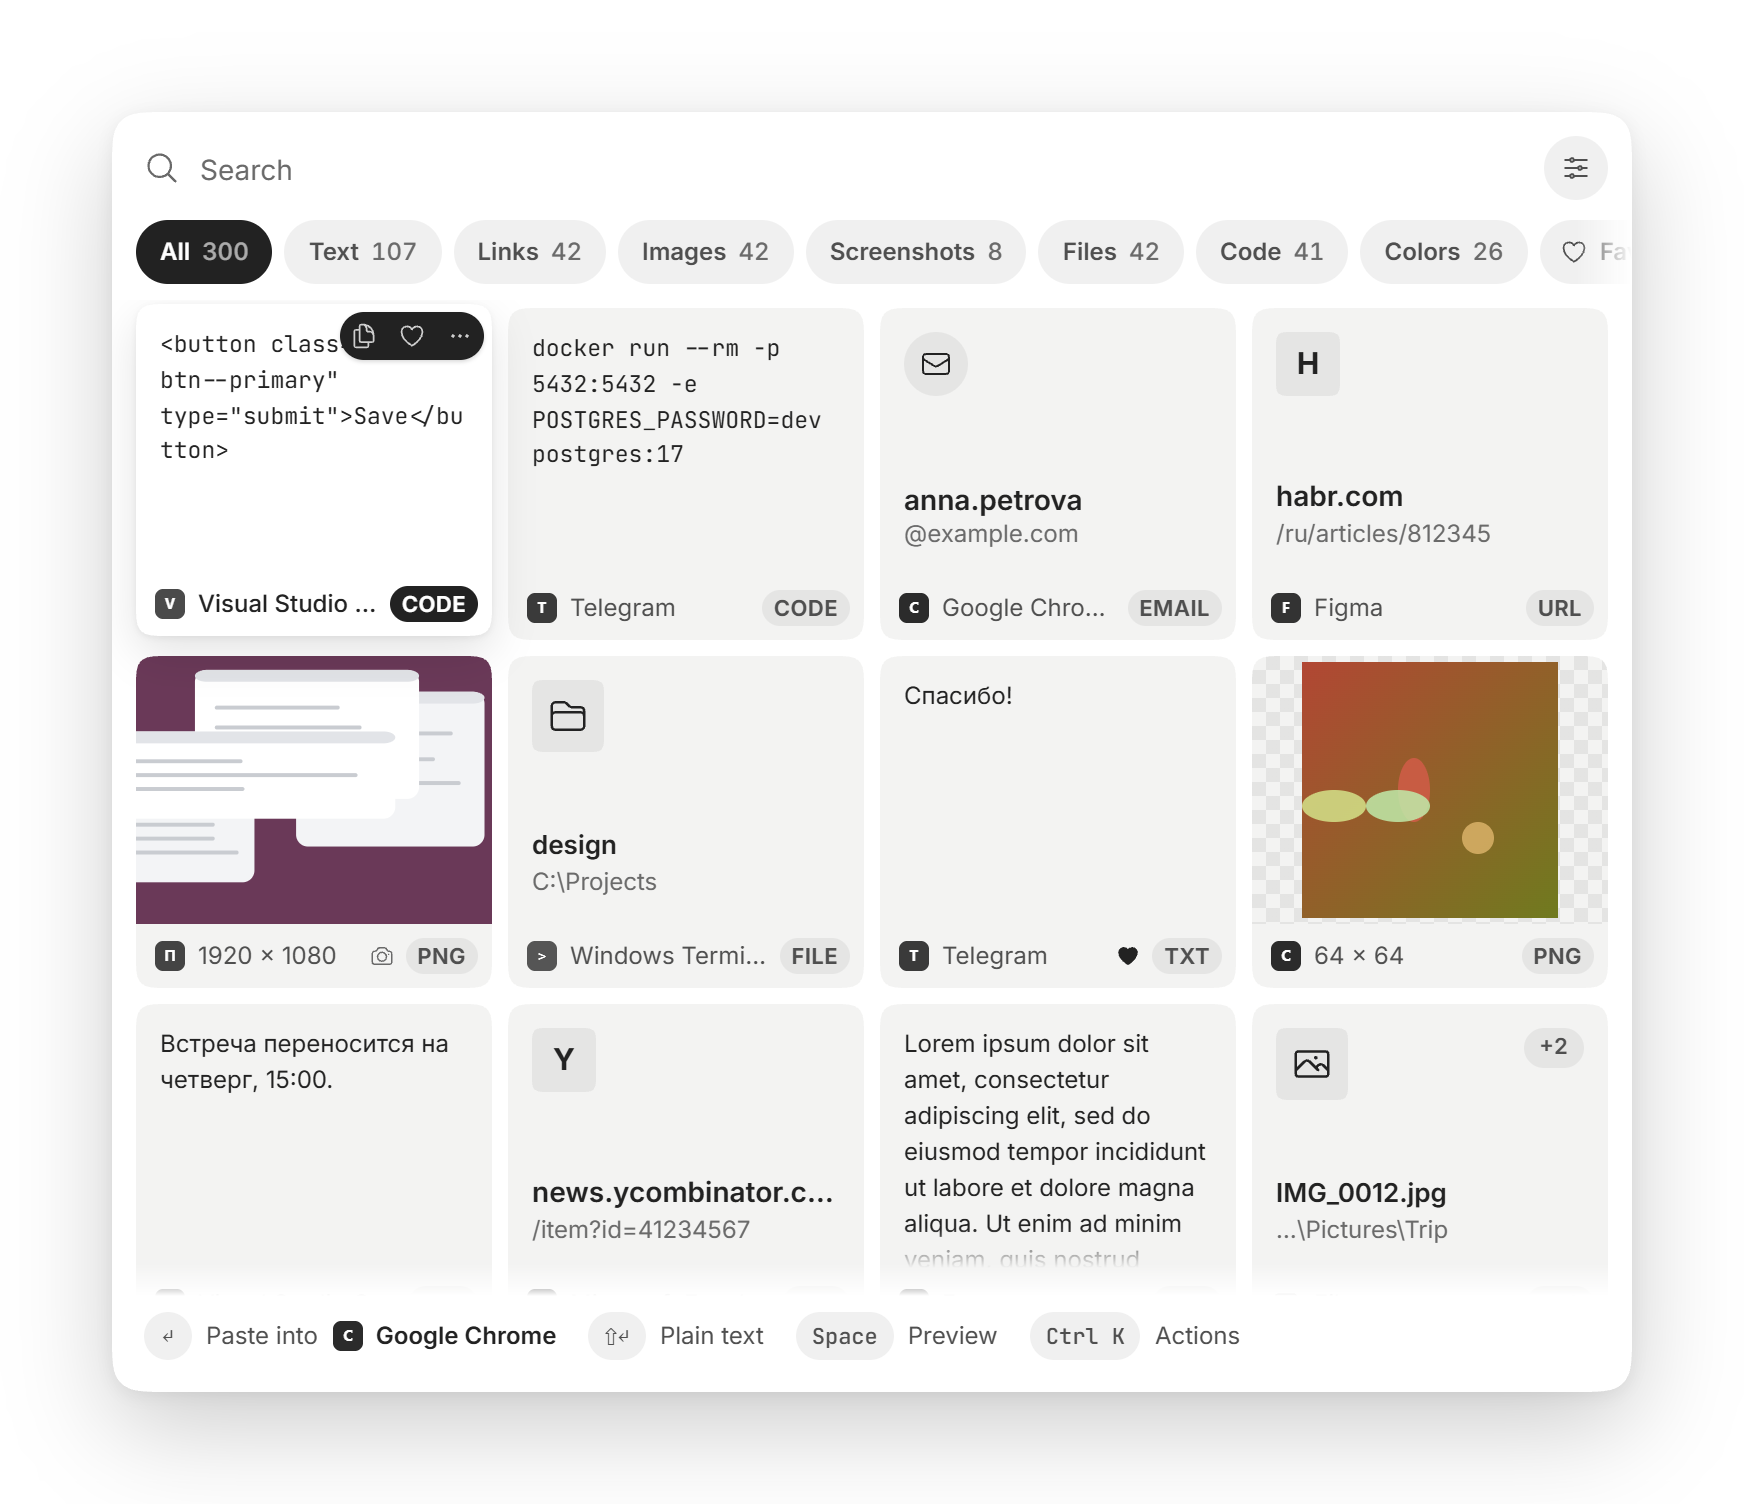 Search
All 300 Text 107 Links 42 Images 42 Screenshots 8 Files 42 Code 41 Colors 26
<button class
btn--primary"
type="submit">Save</bu
tton>
V Visual Studio ... CODE
docker run --rm -p
5432:5432 -e
POSTGRES_PASSWORD=dev
postgres:17
T Telegram CODE
anna.petrova
@example.com
C Google Chro... EMAIL
H
habr.com
/ru/articles/812345
F Figma URL
П 1920 × 1080 PNG
design
C:\Projects
> Windows Termi... FILE
Спасибо!
T Telegram TXT
C 64 × 64 PNG
Встреча переносится на
четверг, 15:00.
Y
news.ycombinator.c...
/item?id=41234567
Lorem ipsum dolor sit
amet, consectetur
adipiscing elit, sed do
eiusmod tempor incididunt
ut labore et dolore magna
aliqua. Ut enim ad minim
veniam, quis nostrud
+2
IMG_0012.jpg
...\Pictures\Trip
↵ Paste into C Google Chrome ⇧↵ Plain text Space Preview Ctrl K Actions